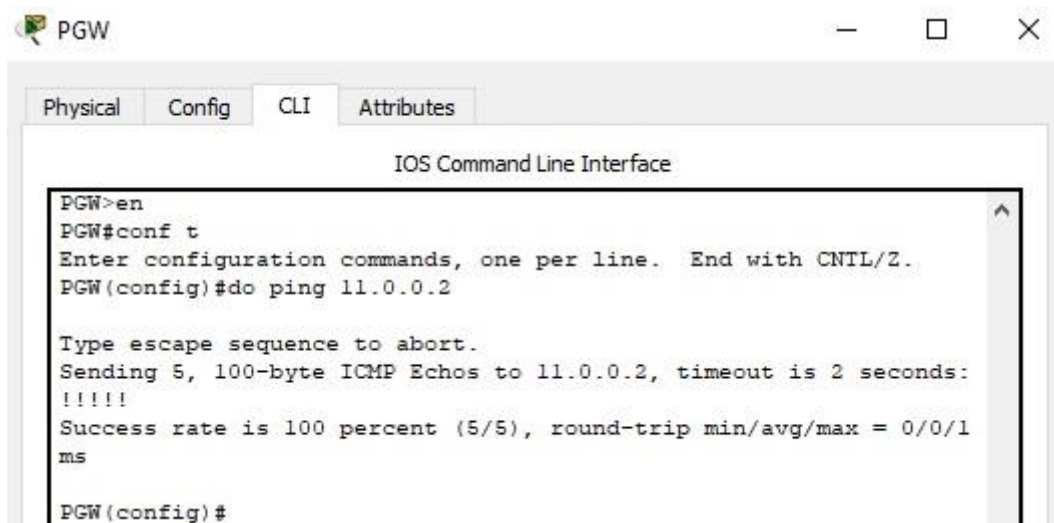 PGW
Physical Config CLI Attributes
IOS Command Line Interface
PGW>en
PGW#conf t
Enter configuration commands, one per line.  End with CNTL/Z.
PGW(config)#do ping 11.0.0.2
Type escape sequence to abort.
Sending 5, 100-byte ICMP Echos to 11.0.0.2, timeout is 2 seconds:
!!!!!
Success rate is 100 percent (5/5), round-trip min/avg/max = 0/0/1
ms
PGW(config)#